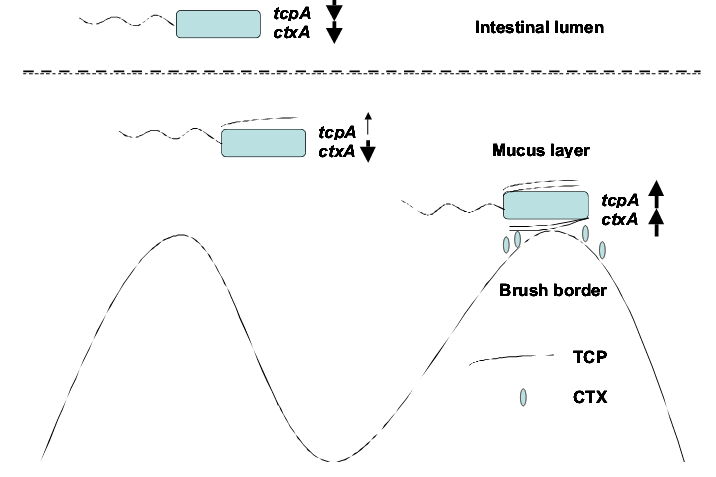 tcpA
ctxA
Intestinal lumen
tcpA
ctxA
Mucus layer
tcpA
ctxA
Brush border
TCP
CTX